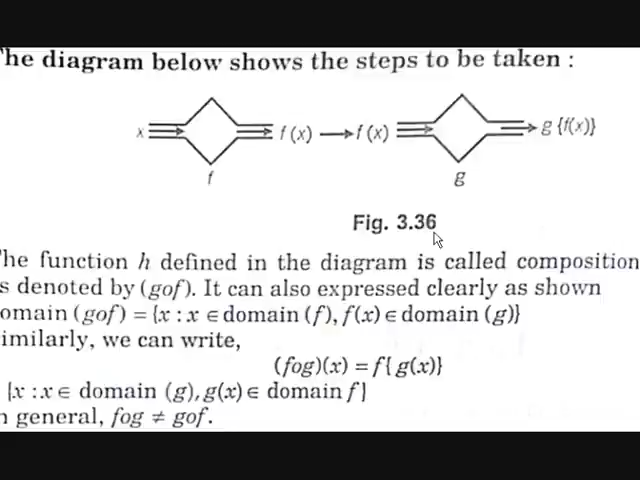 he diagram below shows the steps to be taken :
x f (x) f (x) g {f(x)}
f g
Fig. 3.36
he function h defined in the diagram is called composition
s denoted by (gof). It can also expressed clearly as shown
omain (gof) = {x : x ∈ domain (f), f(x) ∈ domain (g)}
imilarly, we can write,
(fog)(x) = f{ g(x)}
{x : x ∈ domain (g), g(x) ∈ domain f}
n general, fog ≠ gof.